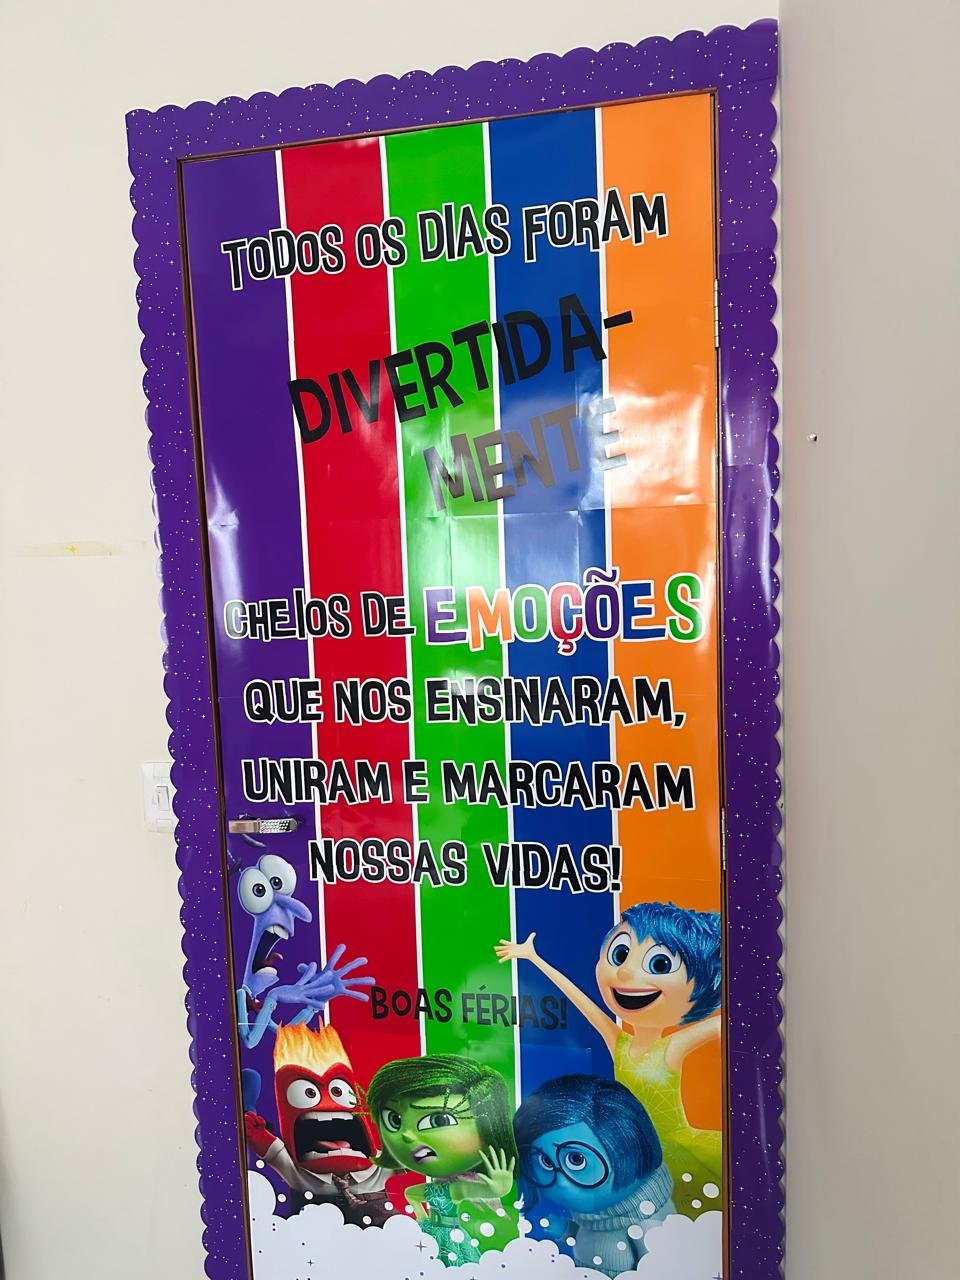 TODOS OS DIAS FORAM
DIVERTIDA-
MENTE
CHEIOS DE EMOÇÕES
QUE NOS ENSINARAM,
UNIRAM E MARCARAM
NOSSAS VIDAS!
BOAS FÉRIAS!